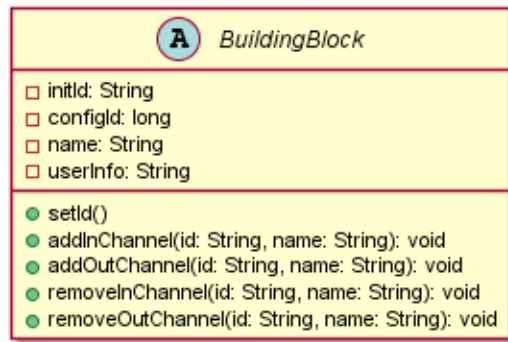 A BuildingBlock
initId: String
configId: long
name: String
userInfo: String
setId()
addInChannel(id: String, name: String): void
addOutChannel(id: String, name: String): void
removeInChannel(id: String, name: String): void
removeOutChannel(id: String, name: String): void